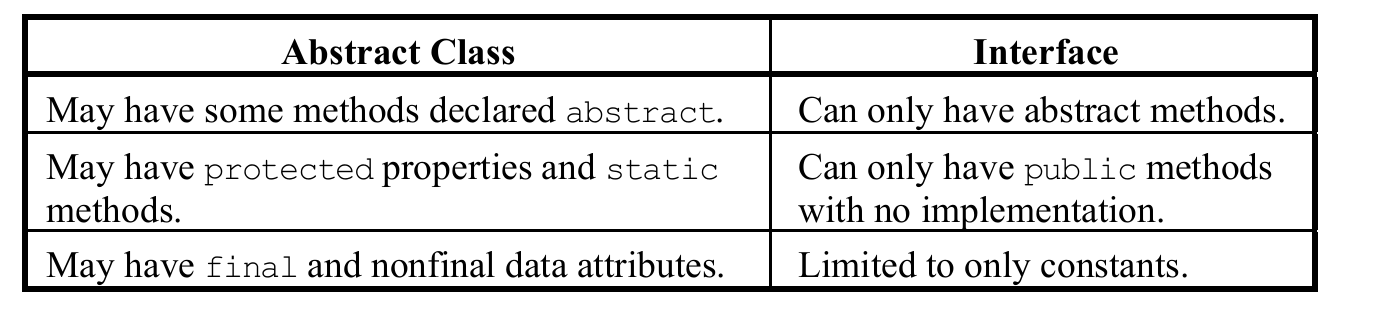 Abstract Class
Interface
May have some methods declared abstract.
Can only have abstract methods.
May have protected properties and static
methods.
Can only have public methods
with no implementation.
May have final and nonfinal data attributes.
Limited to only constants.